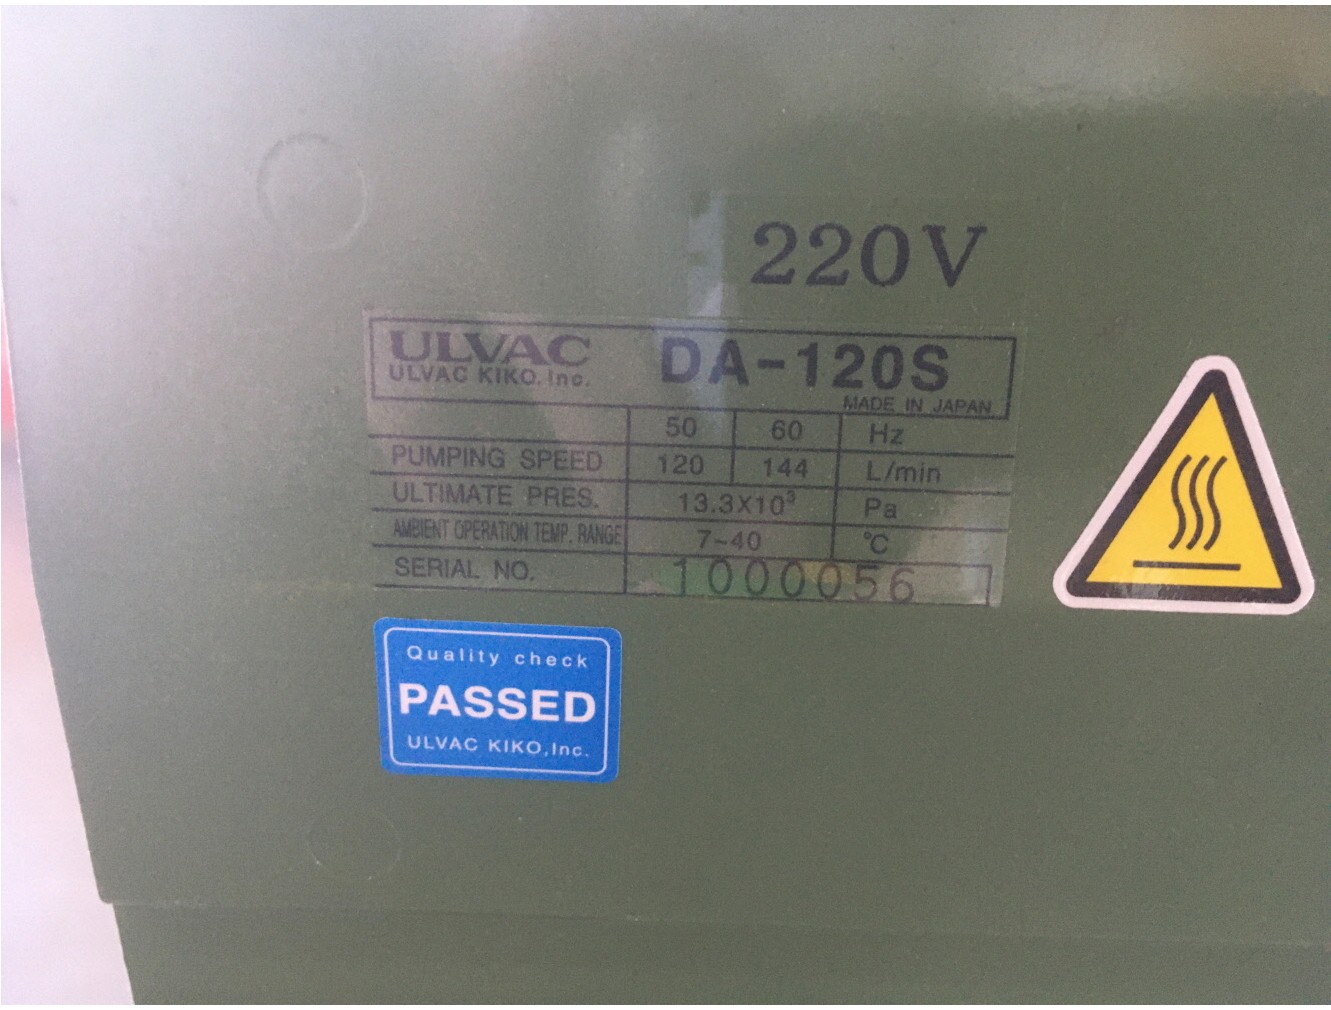 220V
ULVAC DA-120S
ULVAC KIKO. Inc.
MADE IN JAPAN
50 60 Hz
PUMPING SPEED 120 144 L/min
ULTIMATE PRES. 13.3X10³ Pa
AMBIENT OPERATION TEMP. RANGE 7~40 °C
SERIAL NO. 1000056
Quality check
PASSED
ULVAC KIKO,Inc.